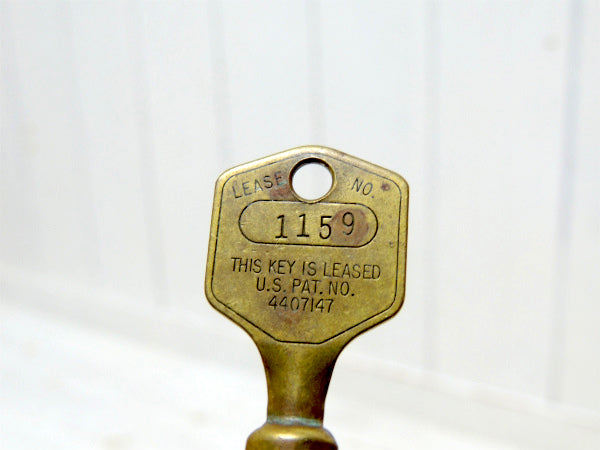 LEASE NO.
1159
THIS KEY IS LEASED
U.S. PAT. NO.
4407147